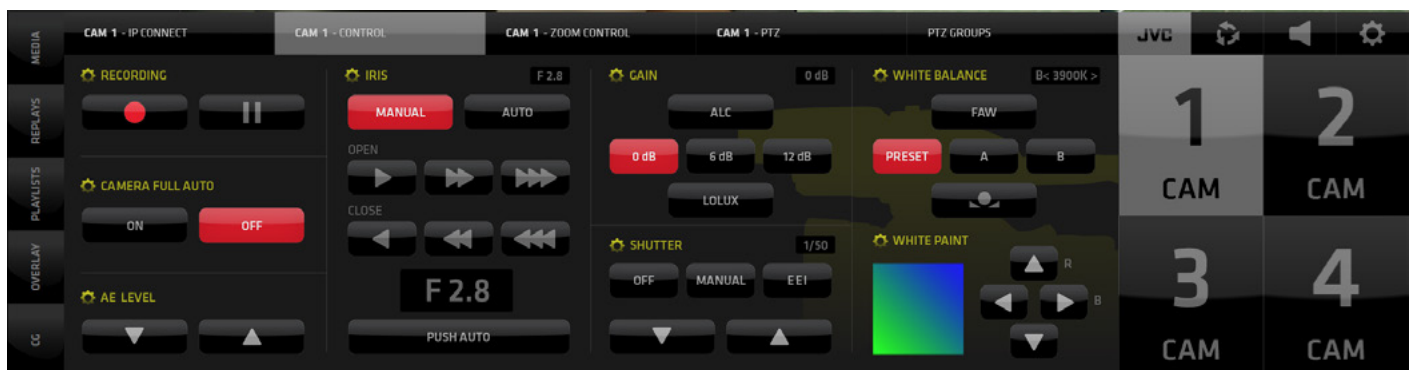 MEDIA
REPLAYS
PLAYLISTS
OVERLAY
CG
CAM 1 - IP CONNECT
CAM 1 - CONTROL
CAM 1 - ZOOM CONTROL
CAM 1 - PTZ
PTZ GROUPS
JVC
RECORDING
CAMERA FULL AUTO
ON
OFF
AE LEVEL
IRIS
F 2.8
MANUAL
AUTO
OPEN
CLOSE
F 2.8
PUSH AUTO
GAIN
0 dB
ALC
0 dB
6 dB
12 dB
LOLUX
SHUTTER
1/50
OFF
MANUAL
EEI
WHITE BALANCE
B< 3900K >
FAW
PRESET
A
B
WHITE PAINT
R
B
1
CAM
2
CAM
3
CAM
4
CAM